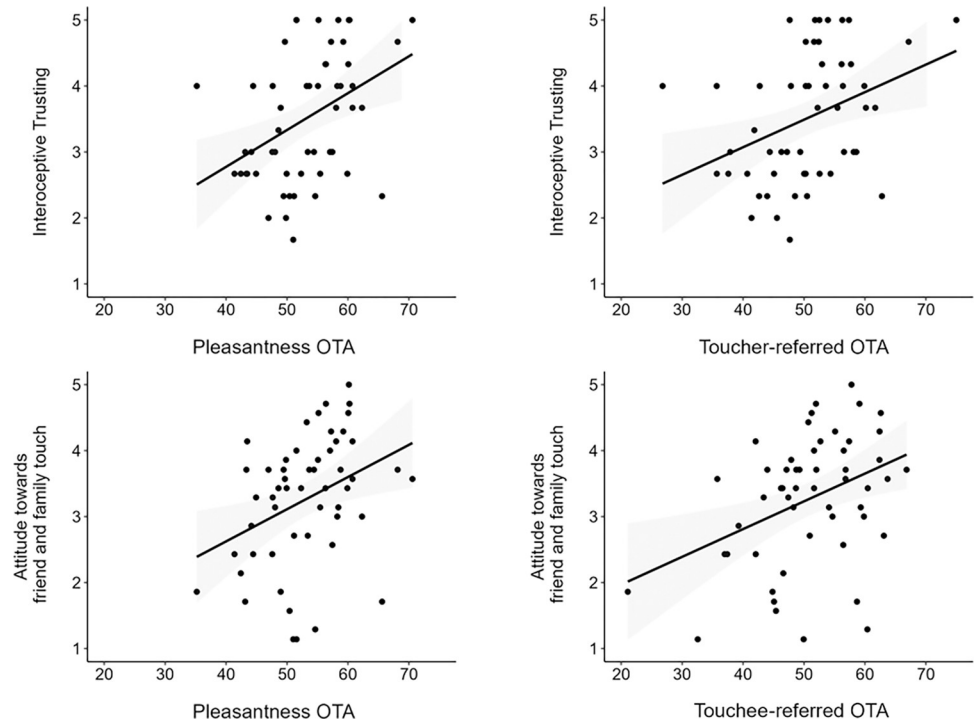 Interoceptive Trusting
5
4
3
2
1
20 30 40 50 60 70
Pleasantness OTA
Interoceptive Trusting
5
4
3
2
1
20 30 40 50 60 70
Toucher-referred OTA
Attitude towards
friend and family touch
5
4
3
2
1
20 30 40 50 60 70
Pleasantness OTA
Attitude towards
friend and family touch
5
4
3
2
1
20 30 40 50 60 70
Touchee-referred OTA